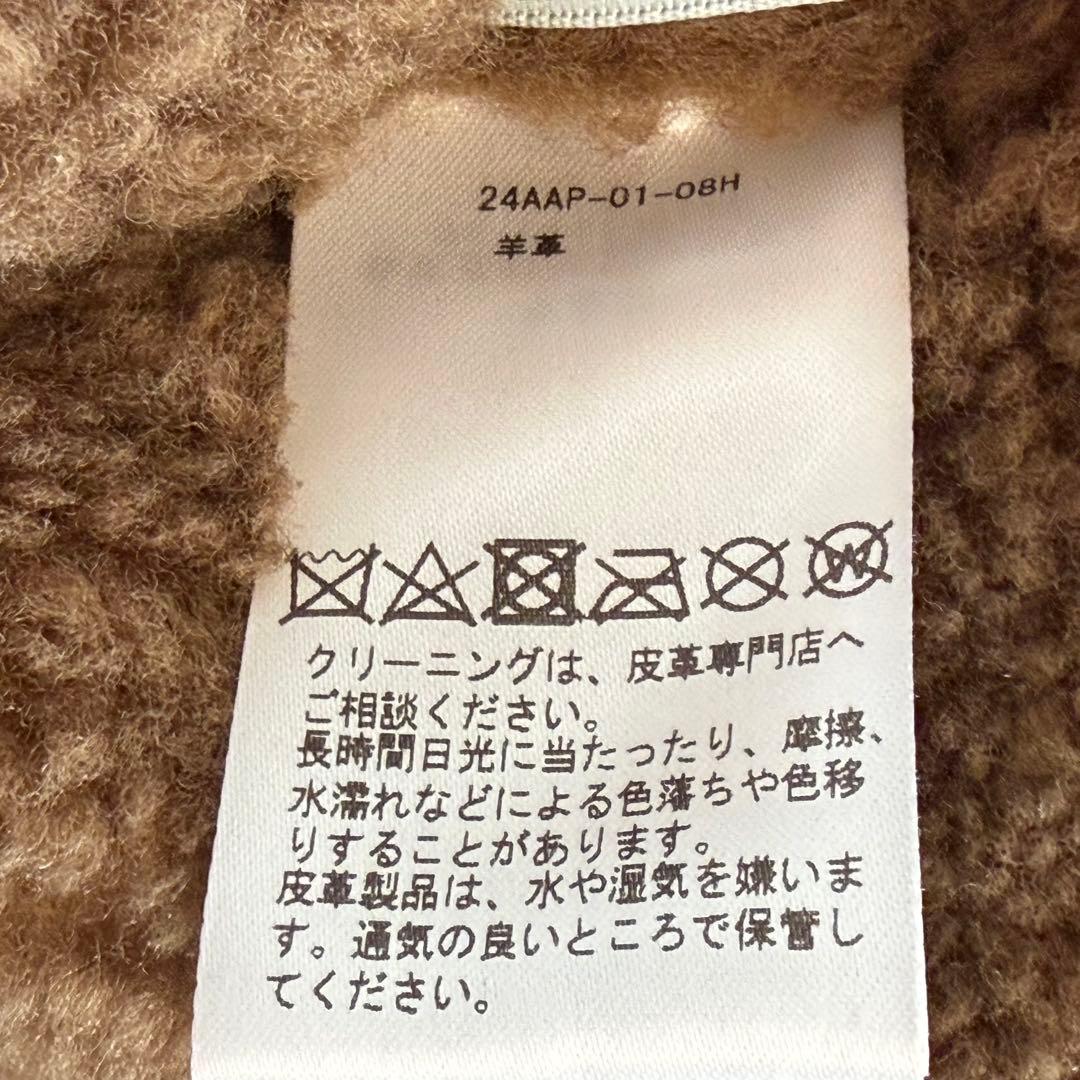 24AAP-01-08H
羊革
クリーニングは、皮革専門店へ
ご相談ください。
長時間日光に当たったり、摩擦、
水濡れなどによる色落ちや色移
りすることがあります。
皮革製品は、水や湿気を嫌いま
す。通気の良いところで保管し
てください。